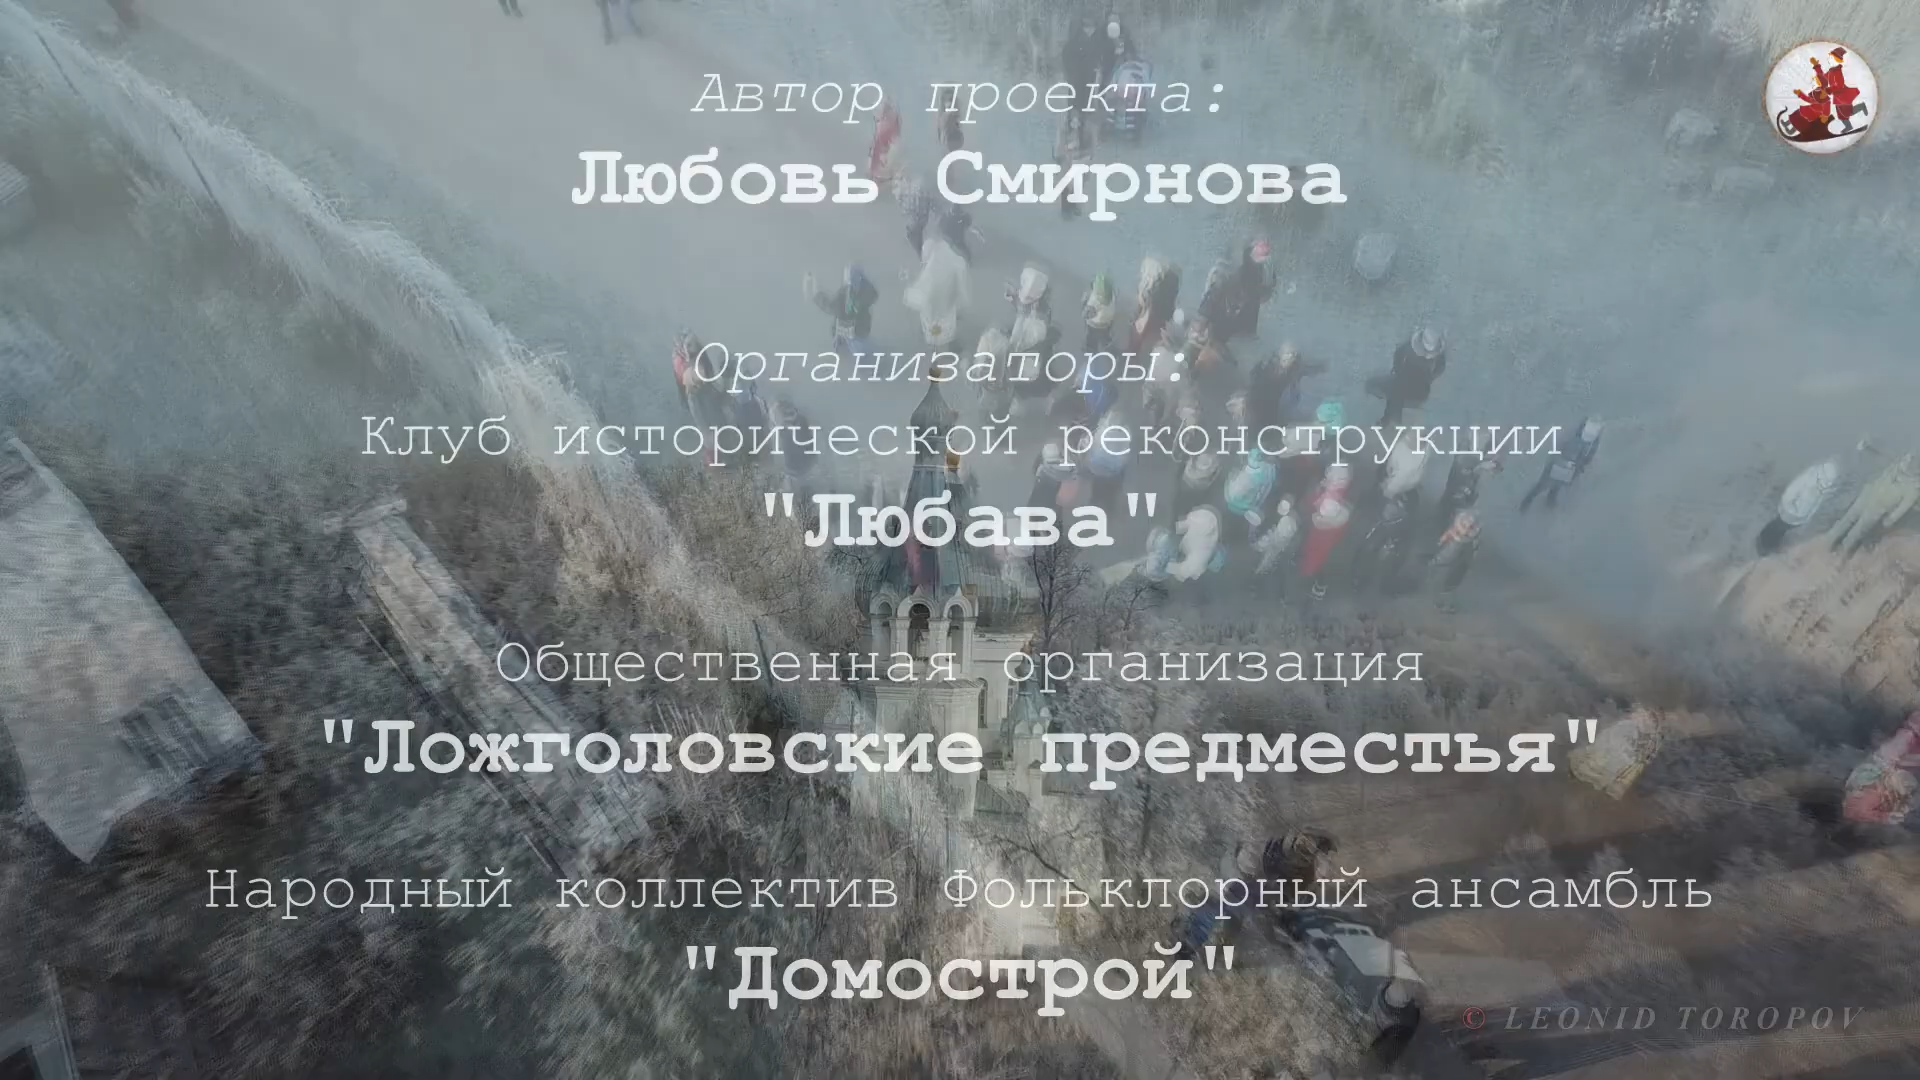 Автор проекта:
Любовь Смирнова
Организаторы:
Клуб исторической реконструкции
"Любава"
Общественная организация
"Ложголовские предместья"
Народный коллектив Фольклорный ансамбль
"Домострой"
© LEONID TOROPOV